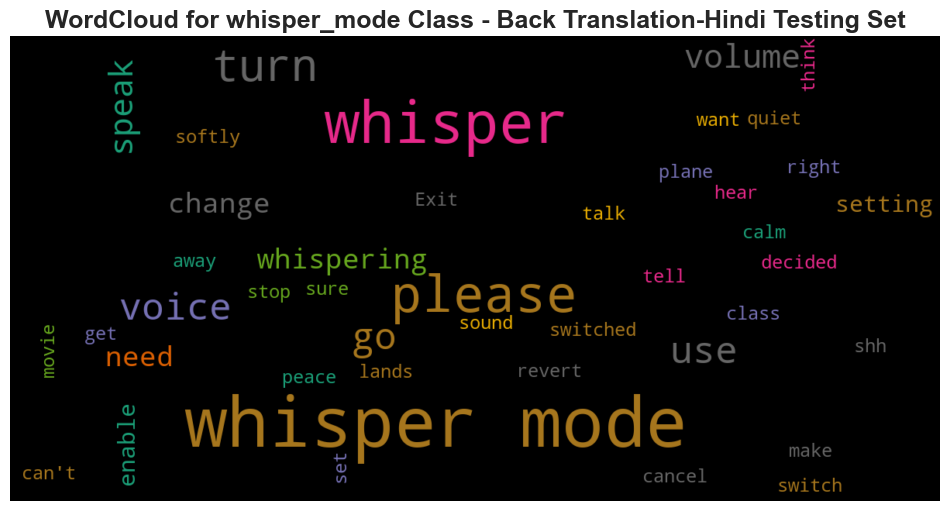 WordCloud for whisper_mode Class - Back Translation-Hindi Testing Set
turn
volume
think
speak
whisper
want
quiet
softly
plane
right
hear
change
Exit
talk
setting
calm
away
whispering
tell
decided
stop
sure
please
voice
sound
class
get
go
switched
movie
need
use
shh
peace
lands
revert
whisper mode
enable
make
can't
set
cancel
switch